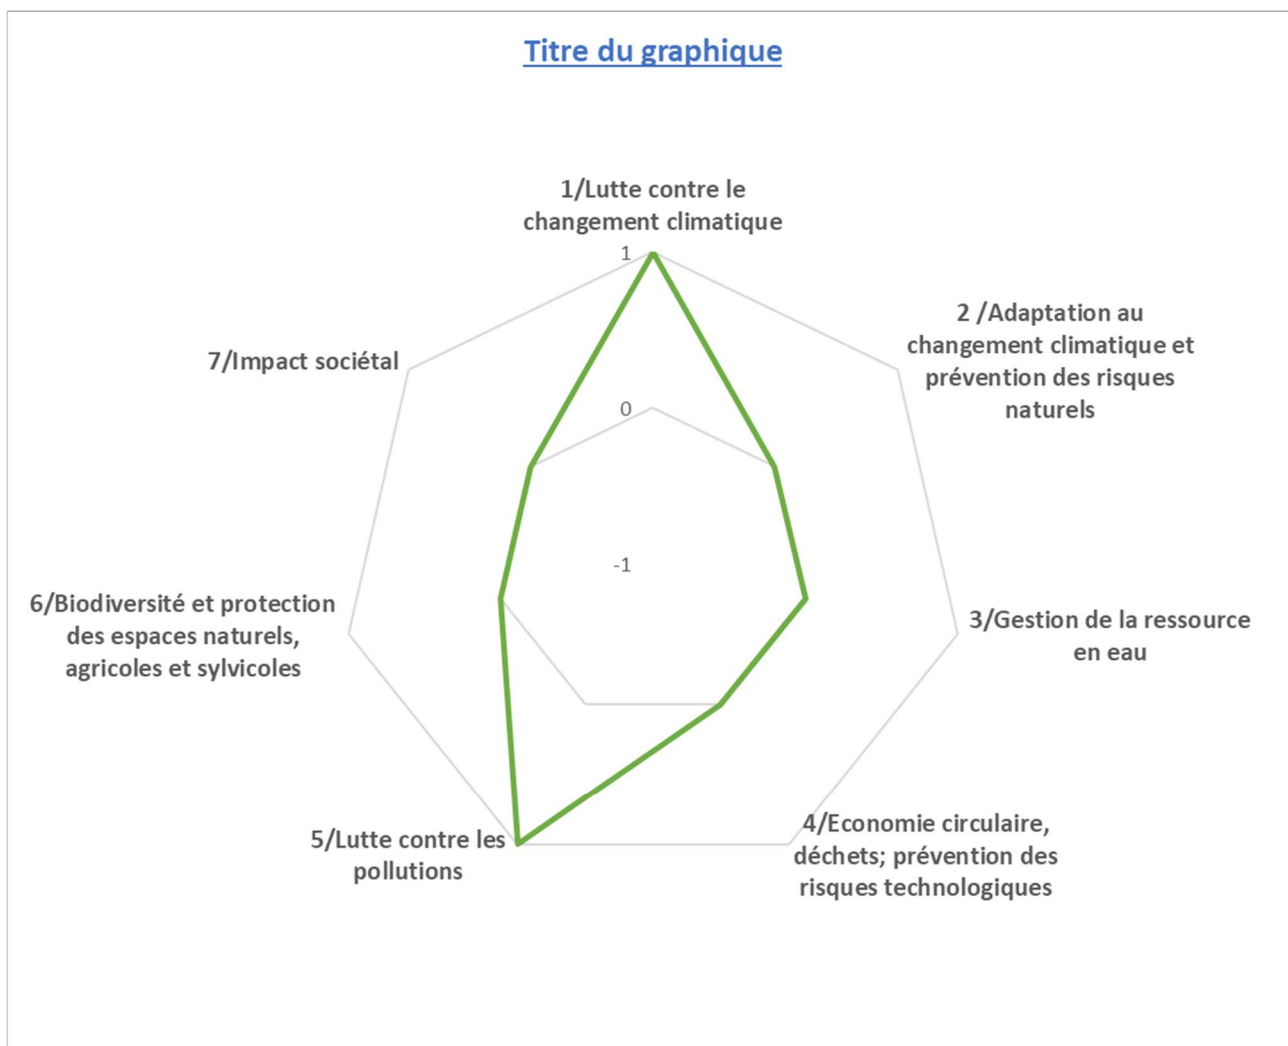 Titre du graphique
1/Lutte contre le
changement climatique
1
2 /Adaptation au
changement climatique et
prévention des risques
naturels
7/Impact sociétal
0
-1
6/Biodiversité et protection
des espaces naturels,
agricoles et sylvicoles
3/Gestion de la ressource
en eau
4/Economie circulaire,
déchets; prévention des
risques technologiques
5/Lutte contre les
pollutions